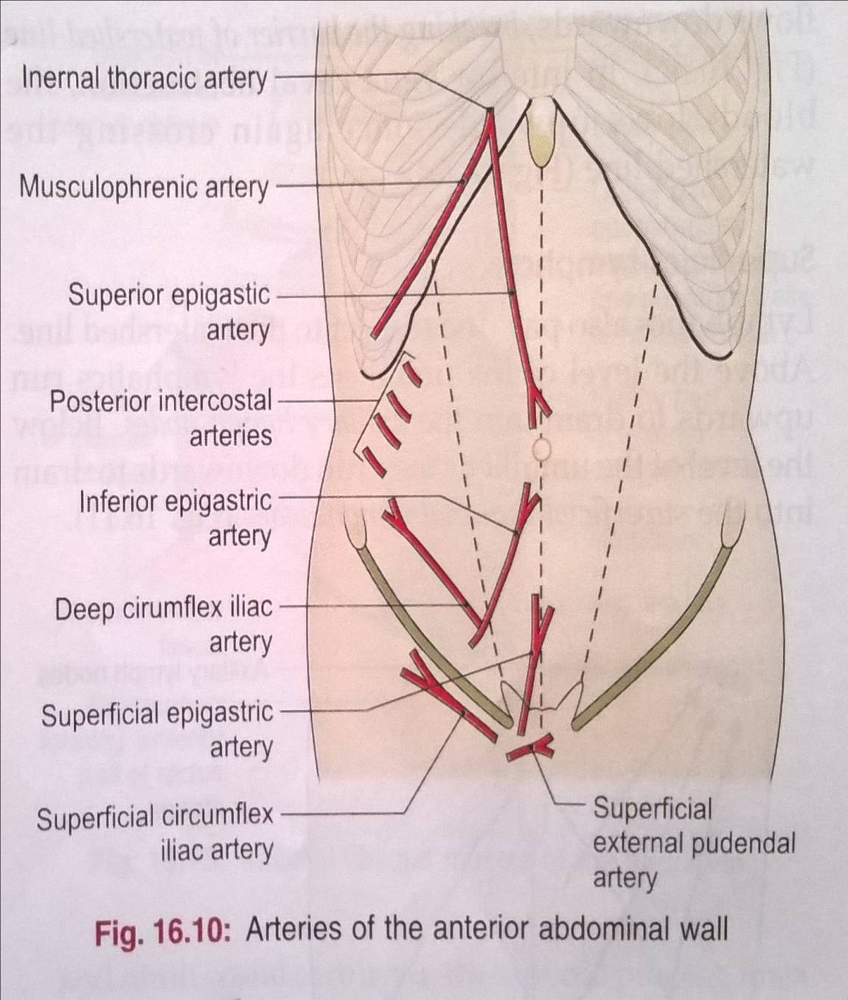 Inernal thoracic artery
Musculophrenic artery
Superior epigastic
artery
Posterior intercostal
arteries
Inferior epigastric
artery
Deep cirumflex iliac
artery
Superficial epigastric
artery
Superficial circumflex
iliac artery
Superficial
external pudendal
artery
Fig. 16.10: Arteries of the anterior abdominal wall